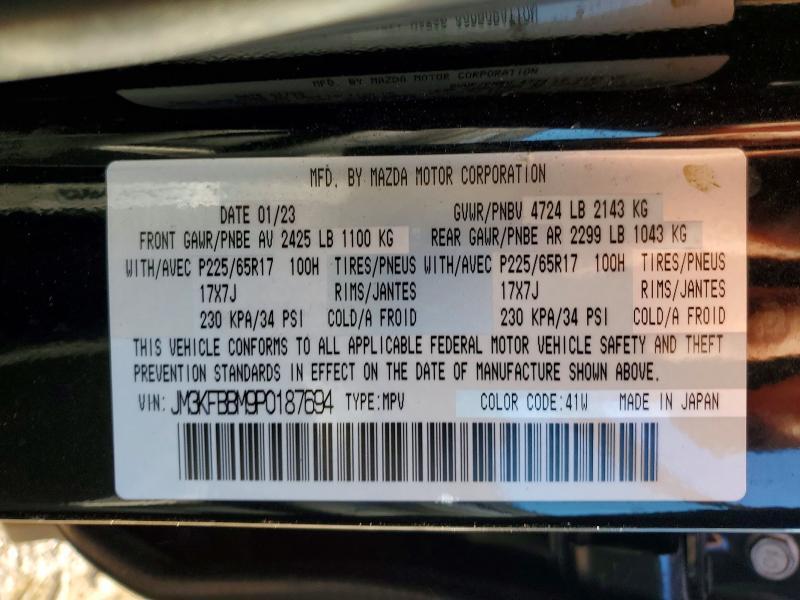 MFD. BY MAZDA MOTOR CORPORATION
DATE 01/23 GVWR/PNBV 4724 LB 2143 KG
FRONT GAWR/PNBE AV 2425 LB 1100 KG REAR GAWR/PNBE AR 2299 LB 1043 KG
WITH/AVEC P225/65R17 100H TIRES/PNEUS WITH/AVEC P225/65R17 100H TIRES/PNEUS
17X7J RIMS/JANTES 17X7J RIMS/JANTES
230 KPA/34 PSI COLD/A FROID 230 KPA/34 PSI COLD/A FROID
THIS VEHICLE CONFORMS TO ALL APPLICABLE FEDERAL MOTOR VEHICLE SAFETY AND THEFT
PREVENTION STANDARDS IN EFFECT ON THE DATE OF MANUFACTURE SHOWN ABOVE.
VIN: JM3KFBBM9P0187694 TYPE:MPV COLOR CODE:41W MADE IN JAPAN